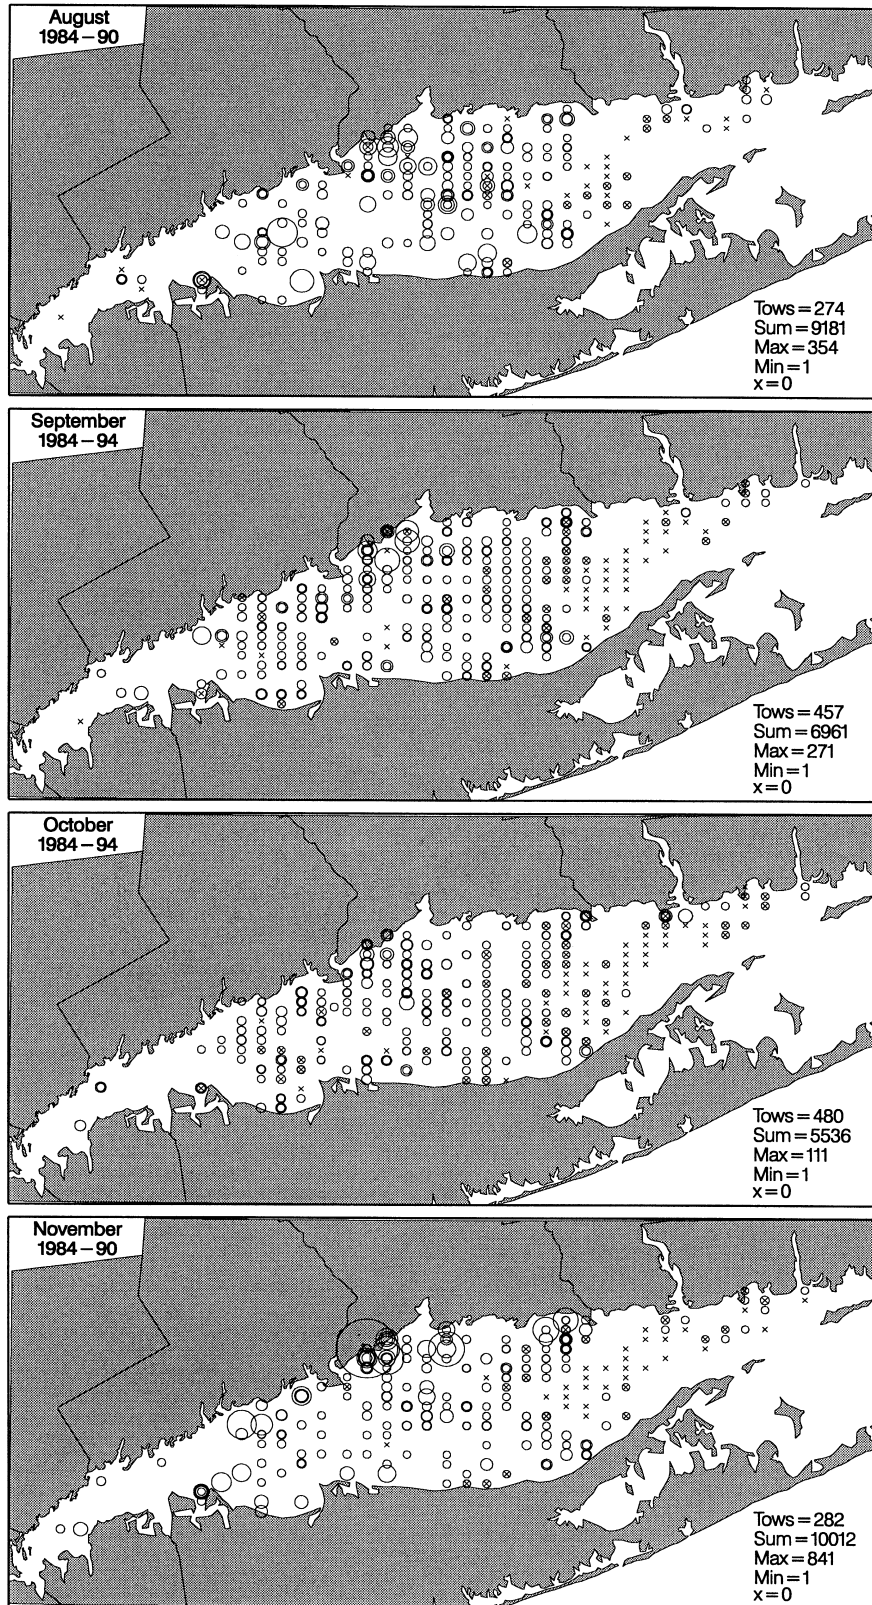 August
1984–90
Tows=274
Sum=9181
Max=354
Min=1
x=0
September
1984–94
Tows=457
Sum=6961
Max=271
Min=1
x=0
October
1984–94
Tows=480
Sum=5536
Max=111
Min=1
x=0
November
1984–90
Tows=282
Sum=10012
Max=841
Min=1
x=0